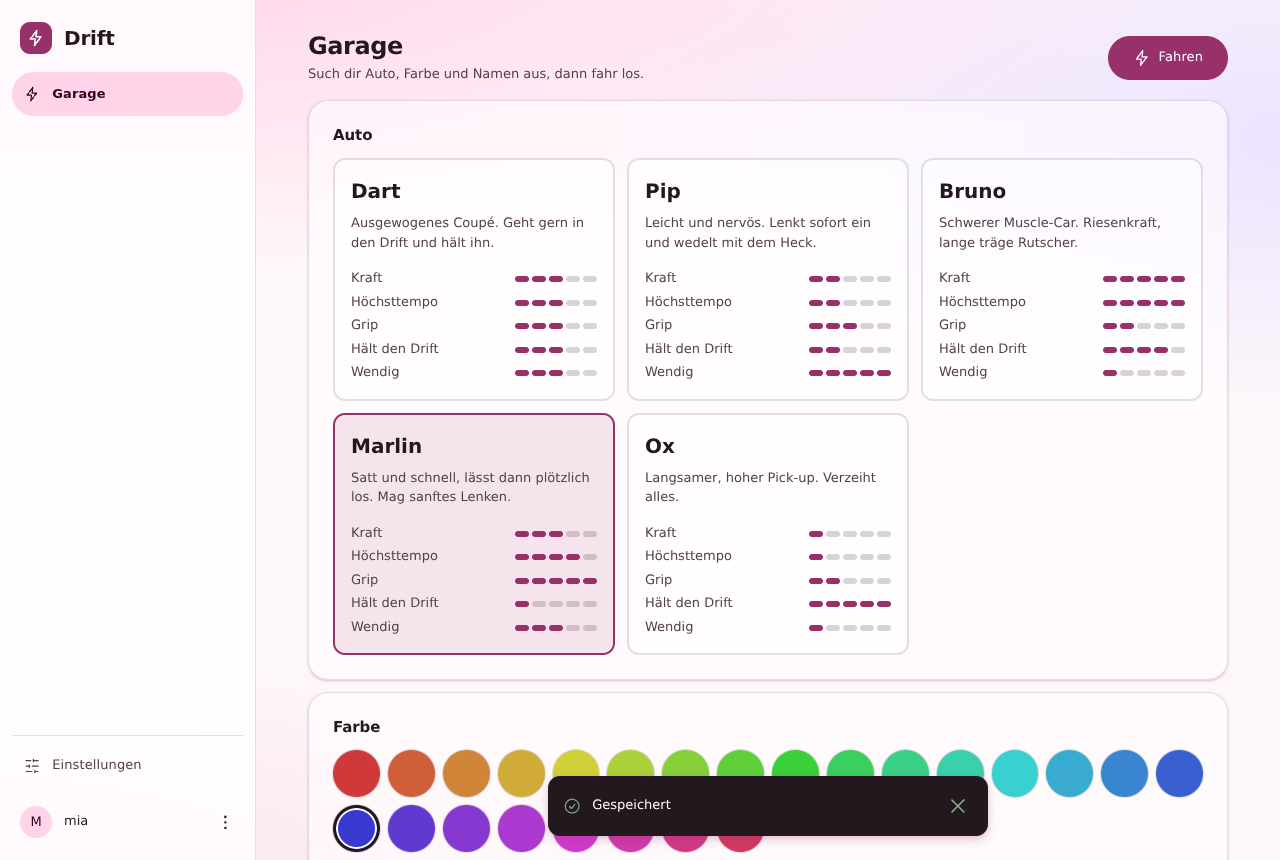 Drift
Garage
Einstellungen
M
mia
Garage
Such dir Auto, Farbe und Namen aus, dann fahr los.
Fahren
Auto
Dart
Ausgewogenes Coupé. Geht gern in
den Drift und hält ihn.
Kraft
Höchsttempo
Grip
Hält den Drift
Wendig
Pip
Leicht und nervös. Lenkt sofort ein
und wedelt mit dem Heck.
Kraft
Höchsttempo
Grip
Hält den Drift
Wendig
Bruno
Schwerer Muscle-Car. Riesenkraft,
lange träge Rutscher.
Kraft
Höchsttempo
Grip
Hält den Drift
Wendig
Marlin
Satt und schnell, lässt dann plötzlich
los. Mag sanftes Lenken.
Kraft
Höchsttempo
Grip
Hält den Drift
Wendig
Ox
Langsamer, hoher Pick-up. Verzeiht
alles.
Kraft
Höchsttempo
Grip
Hält den Drift
Wendig
Farbe
Gespeichert